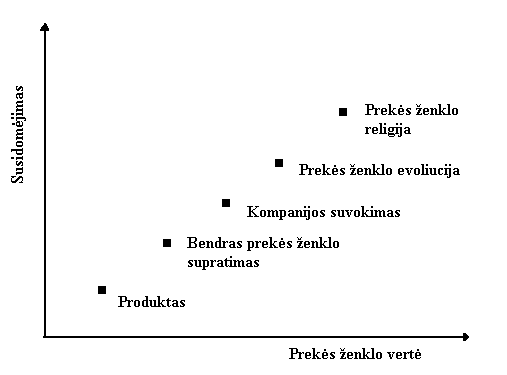 Susidomėjimas
Prekės ženklo
religija
Prekės ženklo evoliucija
Kompanijos suvokimas
Bendras prekės ženklo
supratimas
Produktas
Prekės ženklo vertė